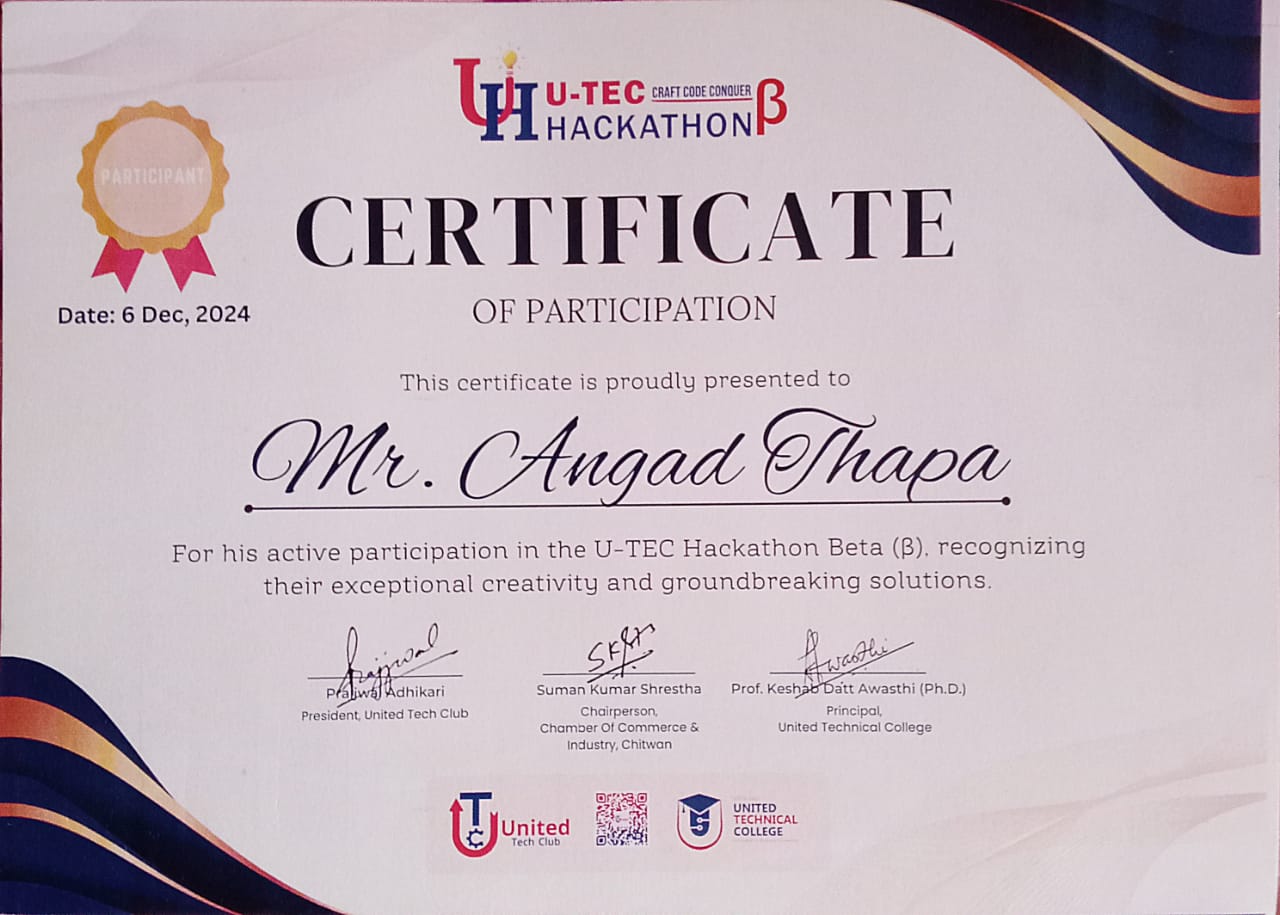 U-TEC CRAFT CODE CONQUER β
HACKATHON
PARTICIPANT
Date: 6 Dec, 2024
CERTIFICATE
OF PARTICIPATION
This certificate is proudly presented to
Mr. Angad Thapa
For his active participation in the U-TEC Hackathon Beta (β), recognizing
their exceptional creativity and groundbreaking solutions.
Prajjwal
Prajjwal Adhikari
President, United Tech Club
Suman Kumar Shrestha
Chairperson,
Chamber Of Commerce &
Industry, Chitwan
Awasthi
Prof. Keshab Datt Awasthi (Ph.D.)
Principal,
United Technical College
United
Tech Club
UNITED
TECHNICAL
COLLEGE